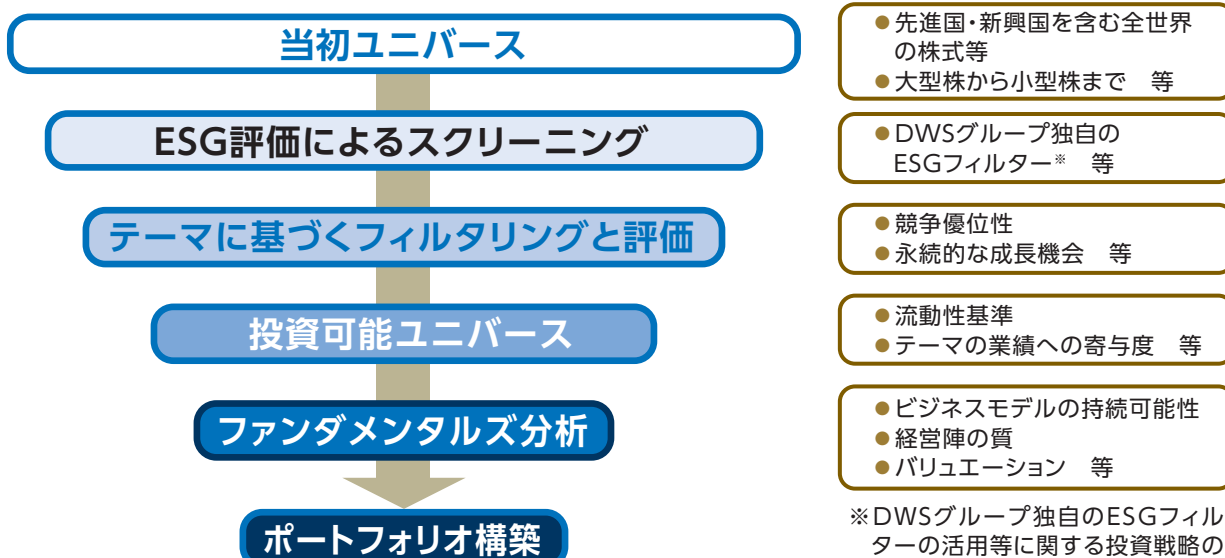 当初ユニバース
●先進国・新興国を含む全世界
の株式等
●大型株から小型株まで　等
ESG評価によるスクリーニング
●DWSグループ独自の
ESGフィルター※　等
テーマに基づくフィルタリングと評価
●競争優位性
●永続的な成長機会　等
投資可能ユニバース
●流動性基準
●テーマの業績への寄与度　等
ファンダメンタルズ分析
●ビジネスモデルの持続可能性
●経営陣の質
●バリュエーション　等
ポートフォリオ構築
※DWSグループ独自のESGフィル
ターの活用等に関する投資戦略の